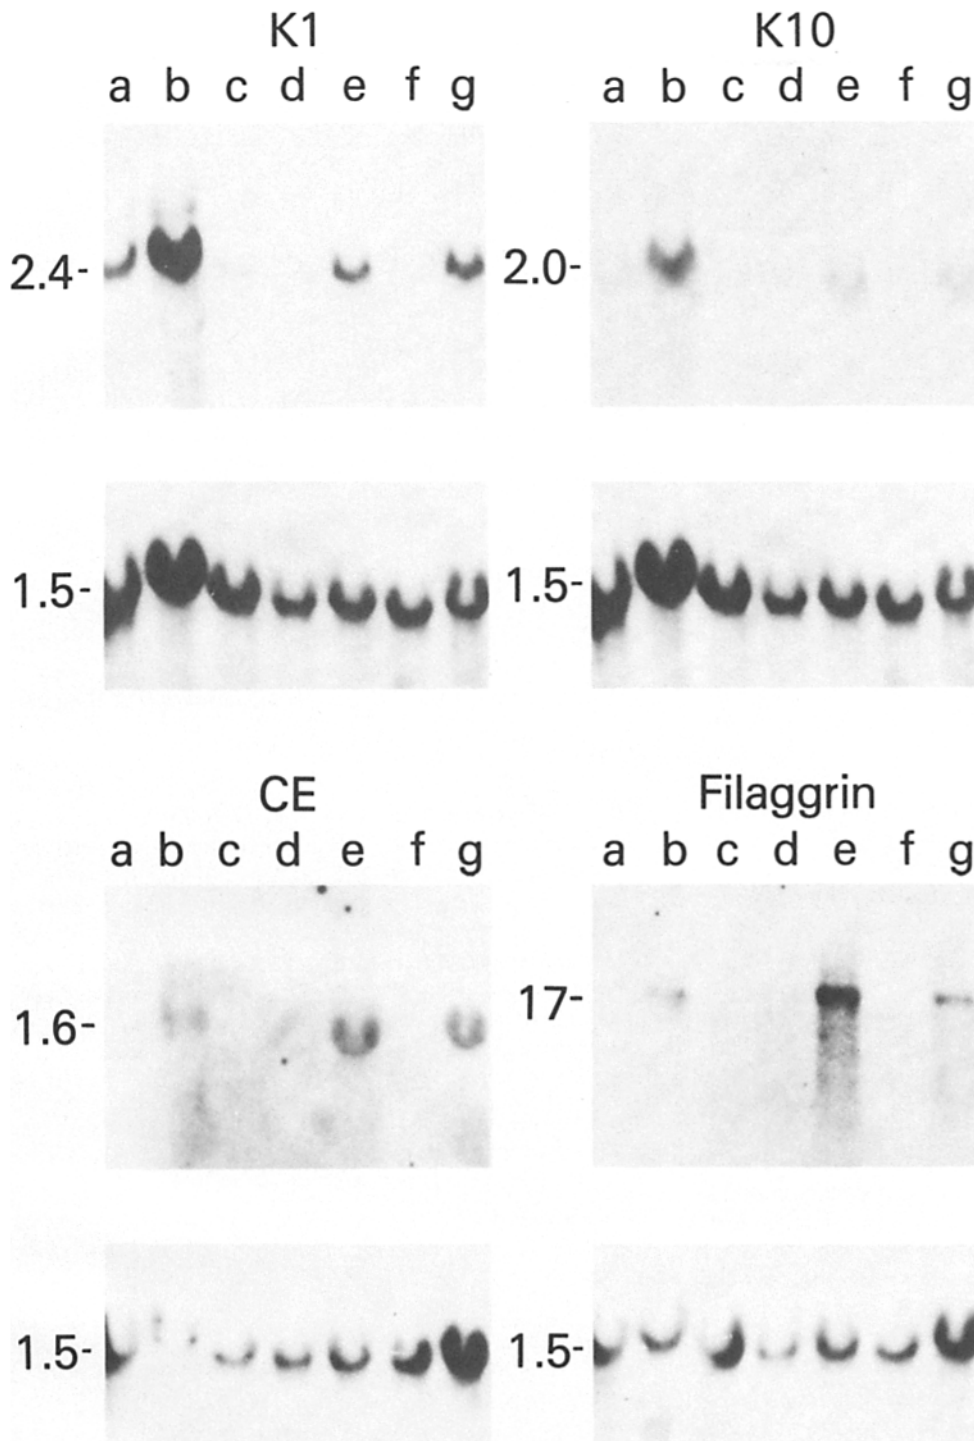 K1 K10
a b c d e f g a b c d e f g
2.4- 2.0-
1.5- 1.5-
CE Filaggrin
a b c d e f g a b c d e f g
1.6- 17-
1.5- 1.5-